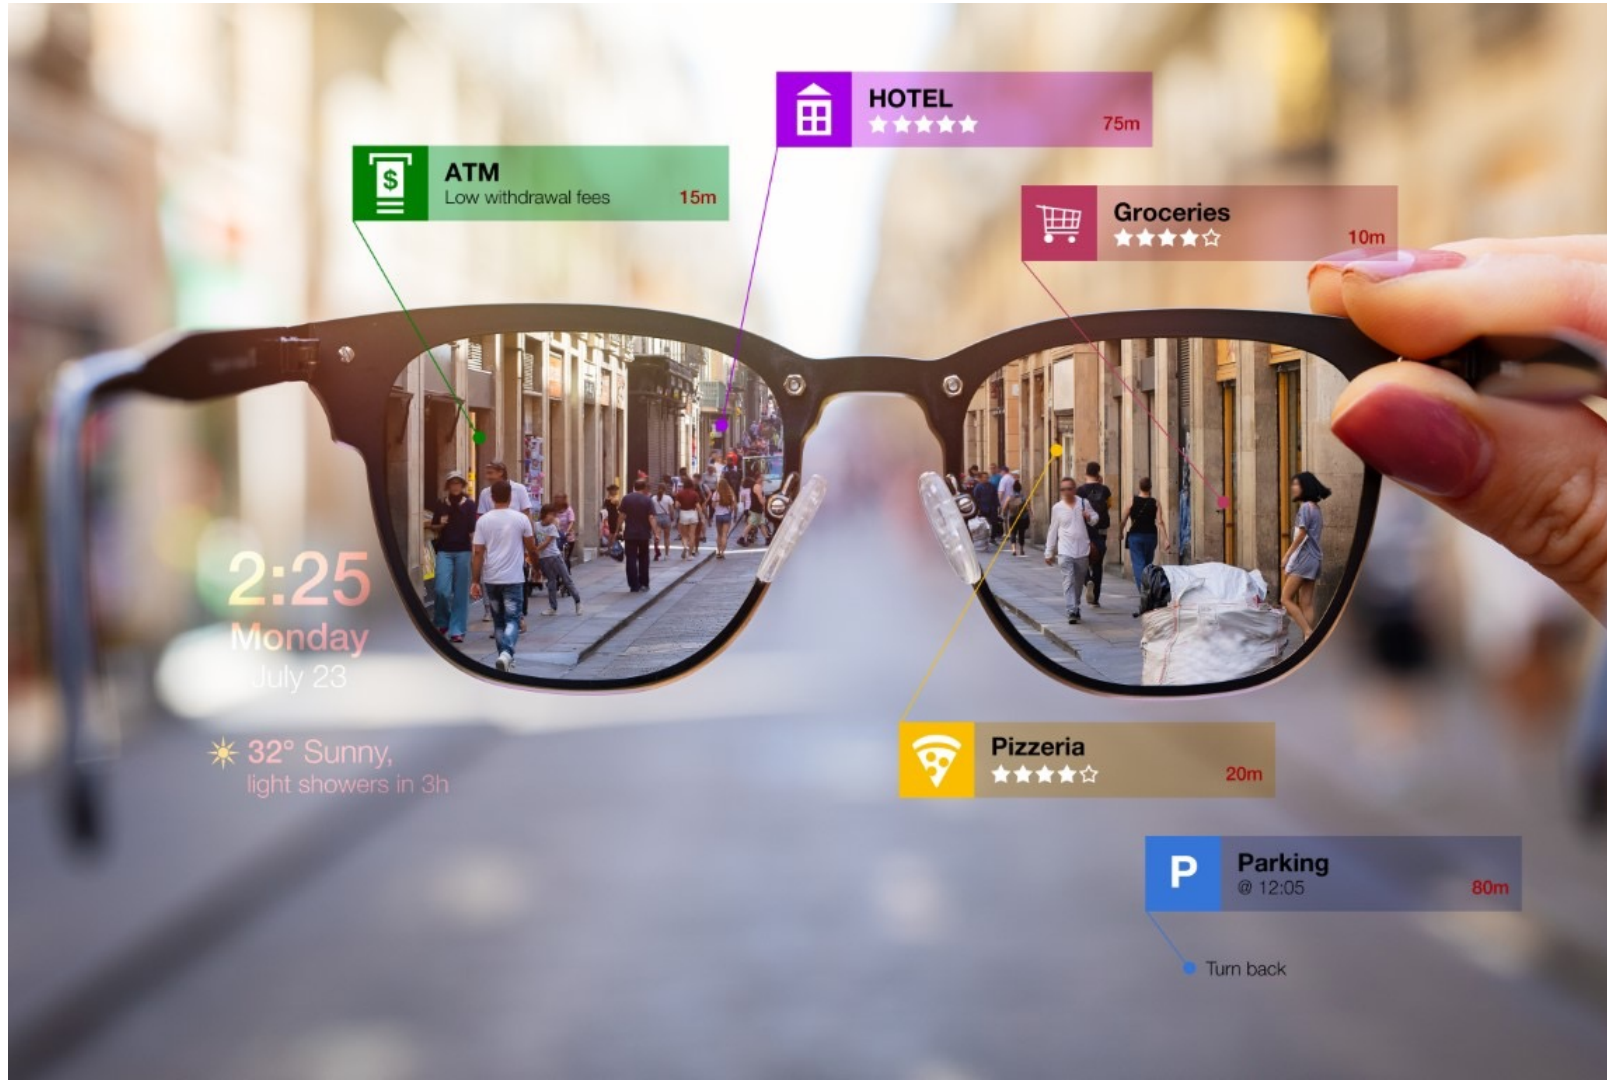 HOTEL
75m
ATM
Low withdrawal fees
15m
$
Groceries
10m
2:25
Monday
July 23
32° Sunny,
light showers in 3h
Pizzeria
20m
P
Parking
@ 12:05
80m
Turn back